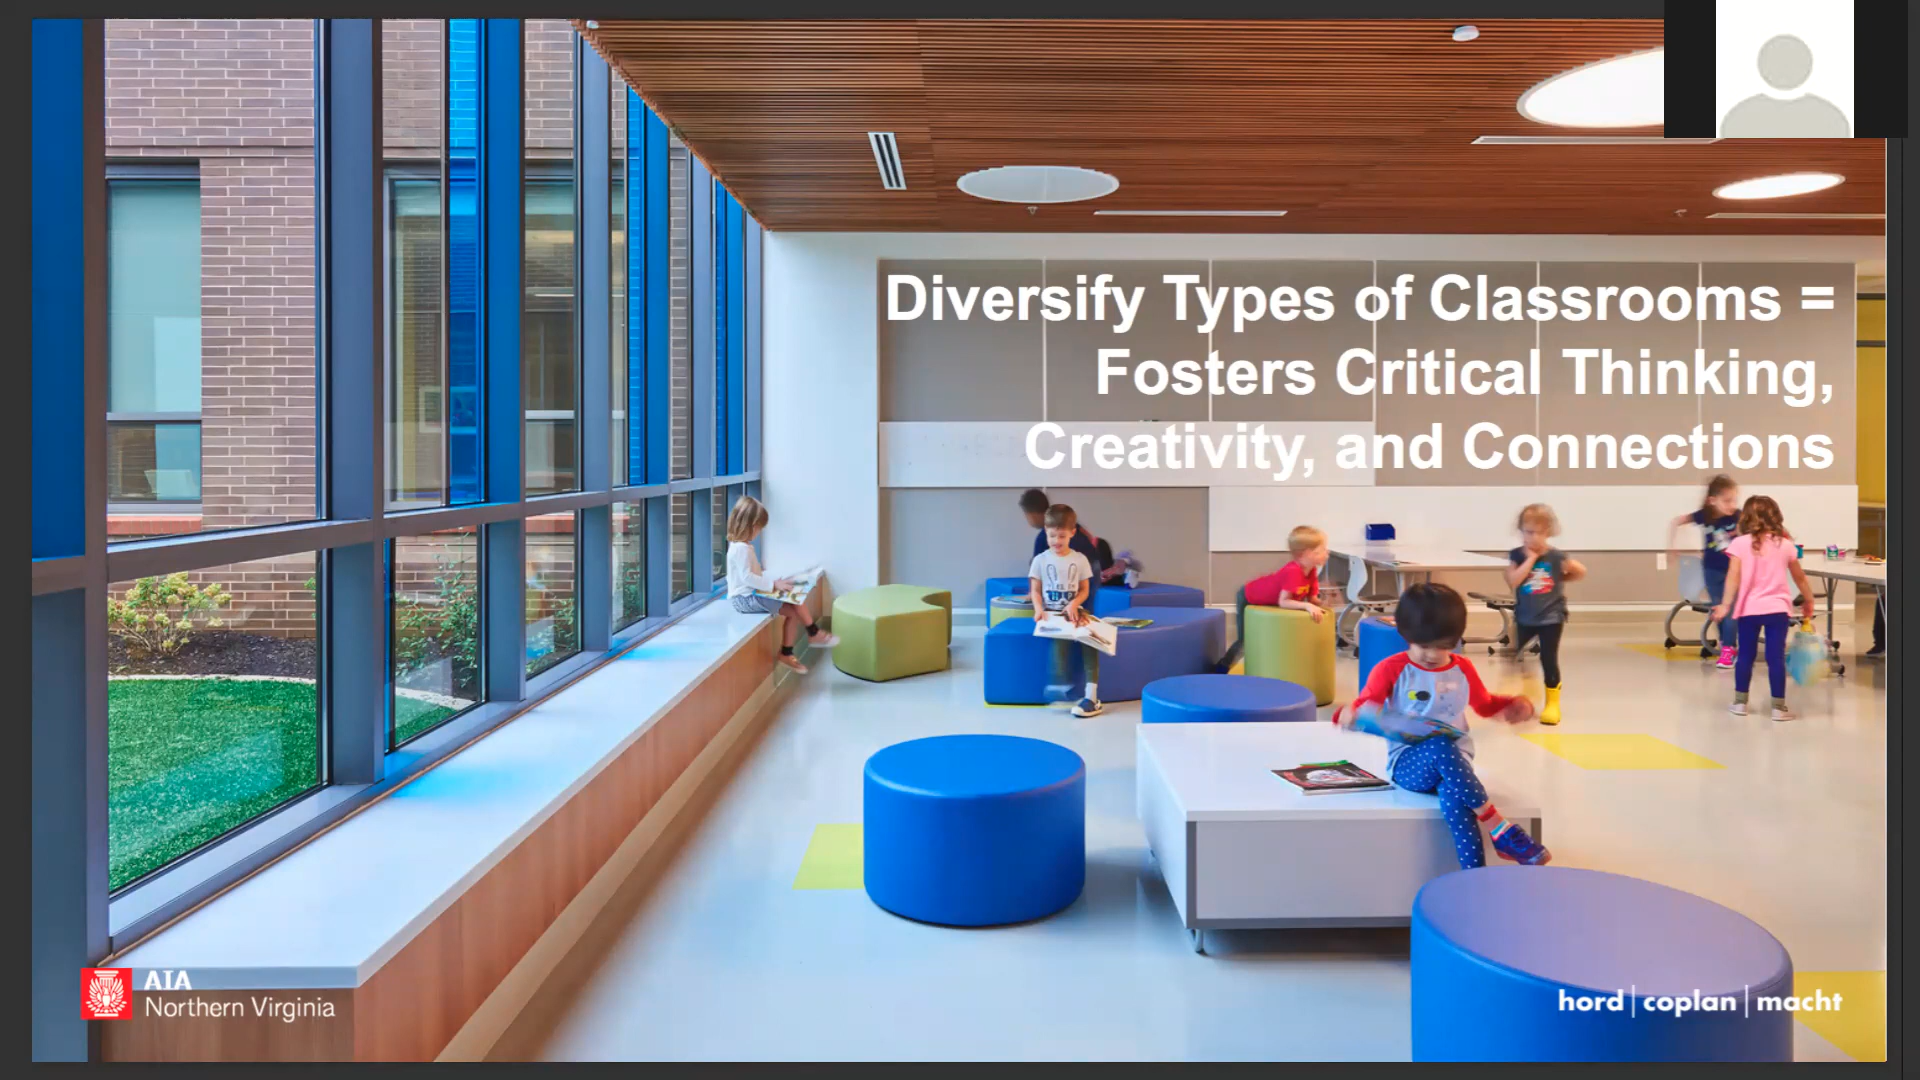 Diversify Types of Classrooms =
Fosters Critical Thinking,
Creativity, and Connections
AIA
Northern Virginia
hord | coplan | macht